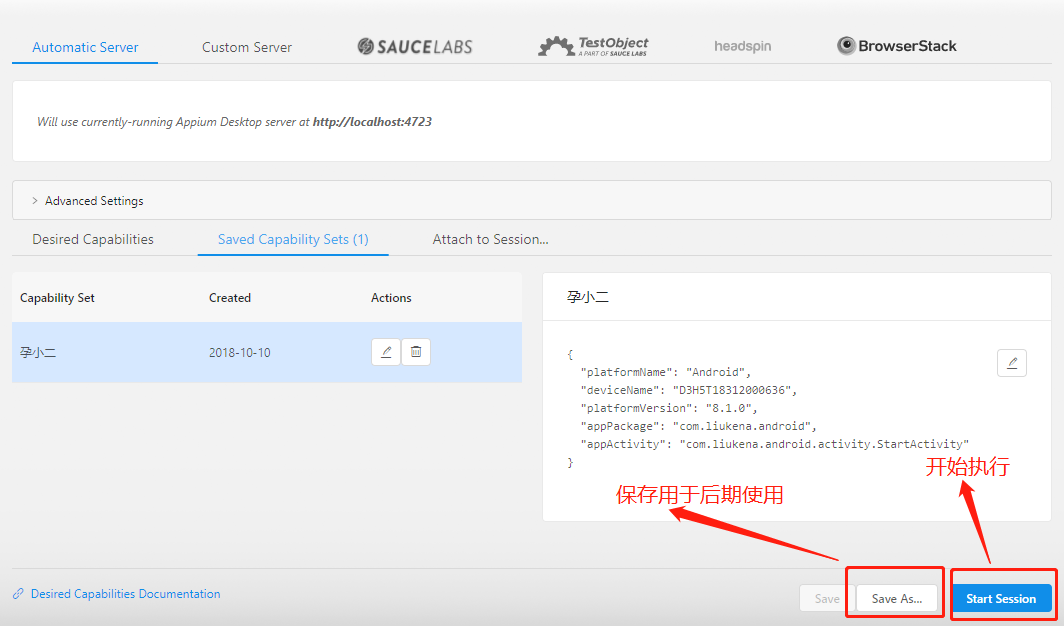 Automatic Server Custom Server SAUCELABS TestObject headspin BrowserStack
A PART OF SAUCE LABS
Will use currently-running Appium Desktop server at http://localhost:4723
> Advanced Settings
Desired Capabilities Saved Capability Sets (1) Attach to Session...
Capability Set Created Actions
孕小二
孕小二 2018-10-10
{
"platformName": "Android",
"deviceName": "D3H5T18312000636",
"platformVersion": "8.1.0",
"appPackage": "com.liukena.android",
"appActivity": "com.liukena.android.activity.StartActivity"
}
开始执行
保存用于后期使用
Desired Capabilities Documentation
Save Save As... Start Session